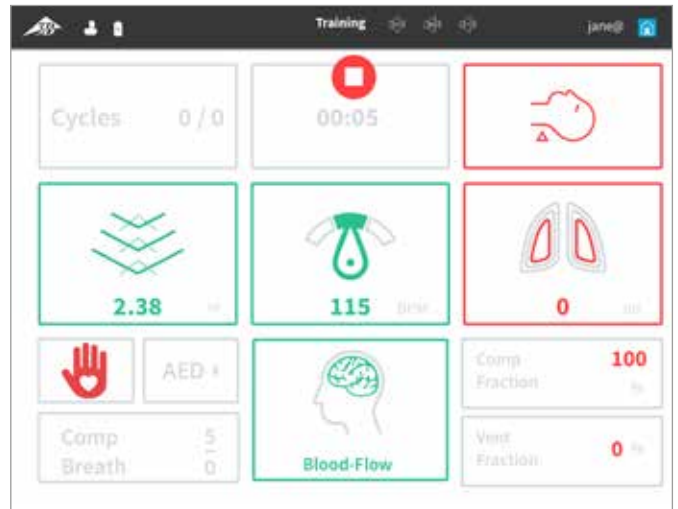 Training
jane@
Cycles 0 / 0
00:05
2.38
115
0
AED
Comp Fraction 100 %
Comp 5
Breath 0
Blood-Flow
Vent Fraction 0 %